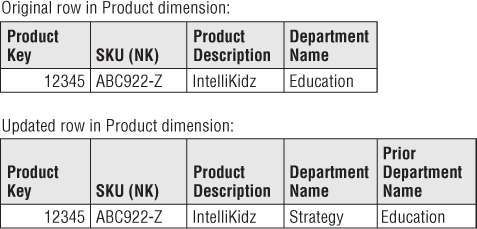 Original row in Product dimension:
Product Key SKU (NK) Product Description Department Name
12345 ABC922-Z IntelliKidz Education
Updated row in Product dimension:
Product Key SKU (NK) Product Description Department Name Prior Department Name
12345 ABC922-Z IntelliKidz Strategy Education